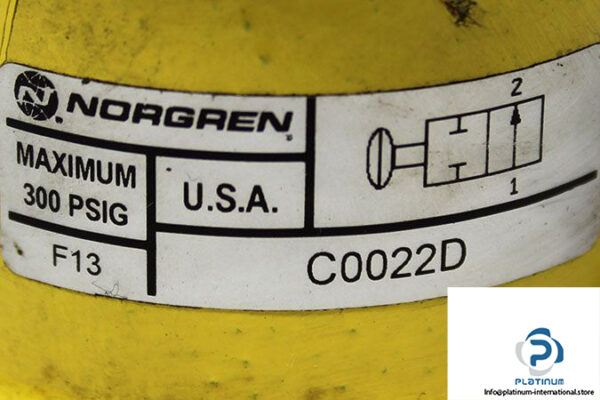 NORGREN
MAXIMUM
300 PSIG
U.S.A.
2
1
F13
C0022D
PLATINUM
Info@platinum-international.store